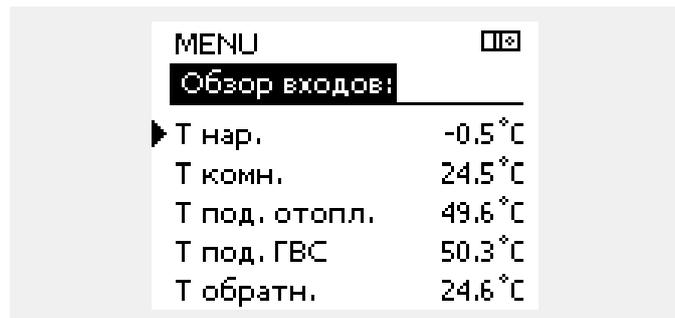 MENU
Обзор входов:
Т нар. -0.5°C
Т комн. 24.5°C
Т под. отопл. 49.6°C
Т под. ГВС 50.3°C
Т обратн. 24.6°C